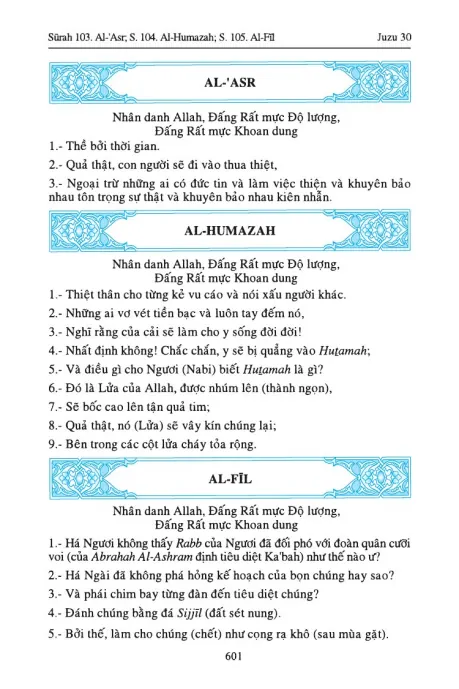 Sūrah 103. Al-'Asr; S. 104. Al-Humazah; S. 105. Al-Fīl Juzu 30
AL-'ASR
Nhân danh Allah, Đấng Rất mực Độ lượng,
Đấng Rất mực Khoan dung
1.- Thề bởi thời gian.
2.- Quả thật, con người sẽ đi vào thua thiệt,
3.- Ngoại trừ những ai có đức tin và làm việc thiện và khuyên bảo
nhau tôn trọng sự thật và khuyên bảo nhau kiên nhẫn.
AL-HUMAZAH
Nhân danh Allah, Đấng Rất mực Độ lượng,
Đấng Rất mực Khoan dung
1.- Thiệt thân cho từng kẻ vu cáo và nói xấu người khác.
2.- Những ai vơ vét tiền bạc và luôn tay đếm nó,
3.- Nghĩ rằng của cải sẽ làm cho y sống đời đời!
4.- Nhất định không! Chắc chắn, y sẽ bị quẳng vào Huṭamah;
5.- Và điều gì cho Ngươi (Nabi) biết Huṭamah là gì?
6.- Đó là Lửa của Allah, được nhúm lên (thành ngọn),
7.- Sẽ bốc cao lên tận quả tim;
8.- Quả thật, nó (Lửa) sẽ vây kín chúng lại;
9.- Bên trong các cột lửa cháy tỏa rộng.
AL-FĪL
Nhân danh Allah, Đấng Rất mực Độ lượng,
Đấng Rất mực Khoan dung
1.- Há Ngươi không thấy Rabb của Ngươi đã đối phó với đoàn quân cưỡi
voi (của Abrahah Al-Ashram định tiêu diệt Ka'bah) như thế nào ư?
2.- Há Ngài đã không phá hỏng kế hoạch của bọn chúng hay sao?
3.- Và phái chim bay từng đàn đến tiêu diệt chúng?
4.- Đánh chúng bằng đá Sijjīl (đất sét nung).
5.- Bởi thế, làm cho chúng (chết) như cọng rạ khô (sau mùa gặt).
601